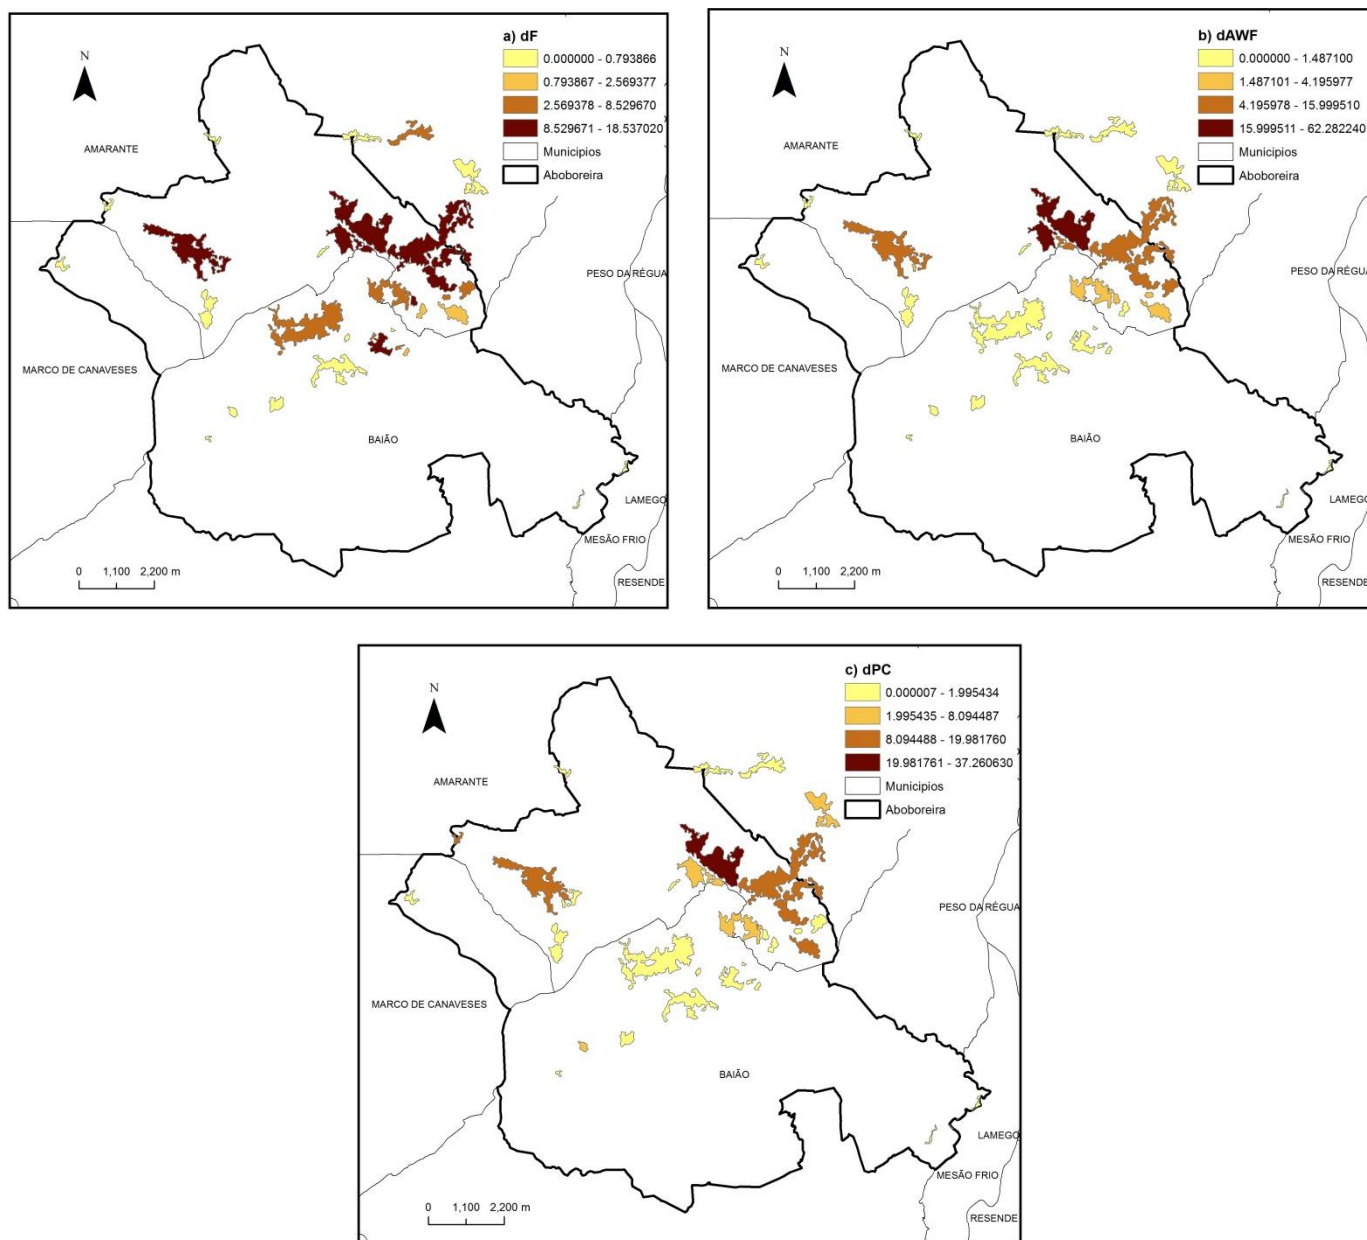 a) dF
0.000000 - 0.793866
0.793867 - 2.569377
2.569378 - 8.529670
8.529671 - 18.537020
Municipios
Aboboreira
N
AMARANTE
PESO DA RÉGUA
MARCO DE CANAVESES
BAIÃO
LAMEGO
MESÃO FRIO
RESENDE
0 1,100 2,200 m
b) dAWF
0.000000 - 1.487100
1.487101 - 4.195977
4.195978 - 15.999510
15.999511 - 62.282240
Municipios
Aboboreira
N
AMARANTE
PESO DA RÉGUA
MARCO DE CANAVESES
BAIÃO
LAMEGO
MESÃO FRIO
RESENDE
0 1,100 2,200 m
c) dPC
0.000007 - 1.995434
1.995435 - 8.094487
8.094488 - 19.981760
19.981761 - 37.260630
Municipios
Aboboreira
N
AMARANTE
PESO DA RÉGUA
MARCO DE CANAVESES
BAIÃO
LAMEGO
MESÃO FRIO
RESENDE
0 1,100 2,200 m